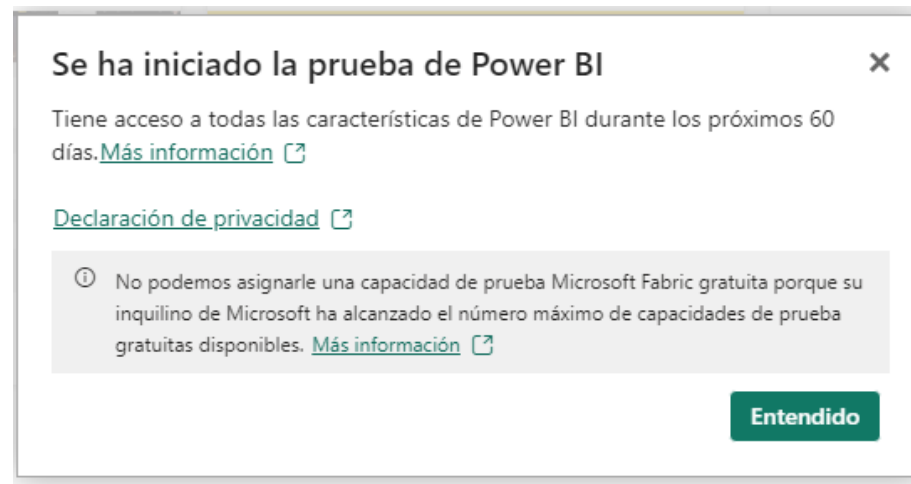 Se ha iniciado la prueba de Power BI
Tiene acceso a todas las características de Power BI durante los próximos 60
días.Más información
Declaración de privacidad
No podemos asignarle una capacidad de prueba Microsoft Fabric gratuita porque su
inquilino de Microsoft ha alcanzado el número máximo de capacidades de prueba
gratuitas disponibles. Más información
Entendido